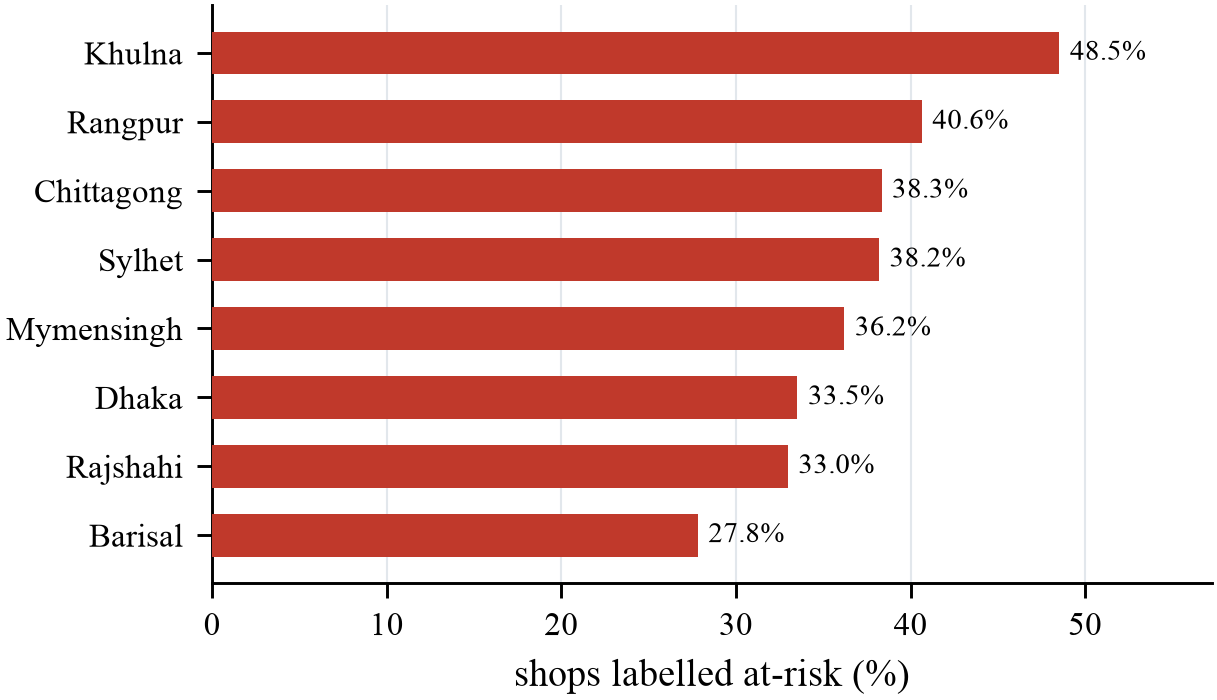 Khulna 48.5%
Rangpur 40.6%
Chittagong 38.3%
Sylhet 38.2%
Mymensingh 36.2%
Dhaka 33.5%
Rajshahi 33.0%
Barisal 27.8%
0 10 20 30 40 50
shops labelled at-risk (%)